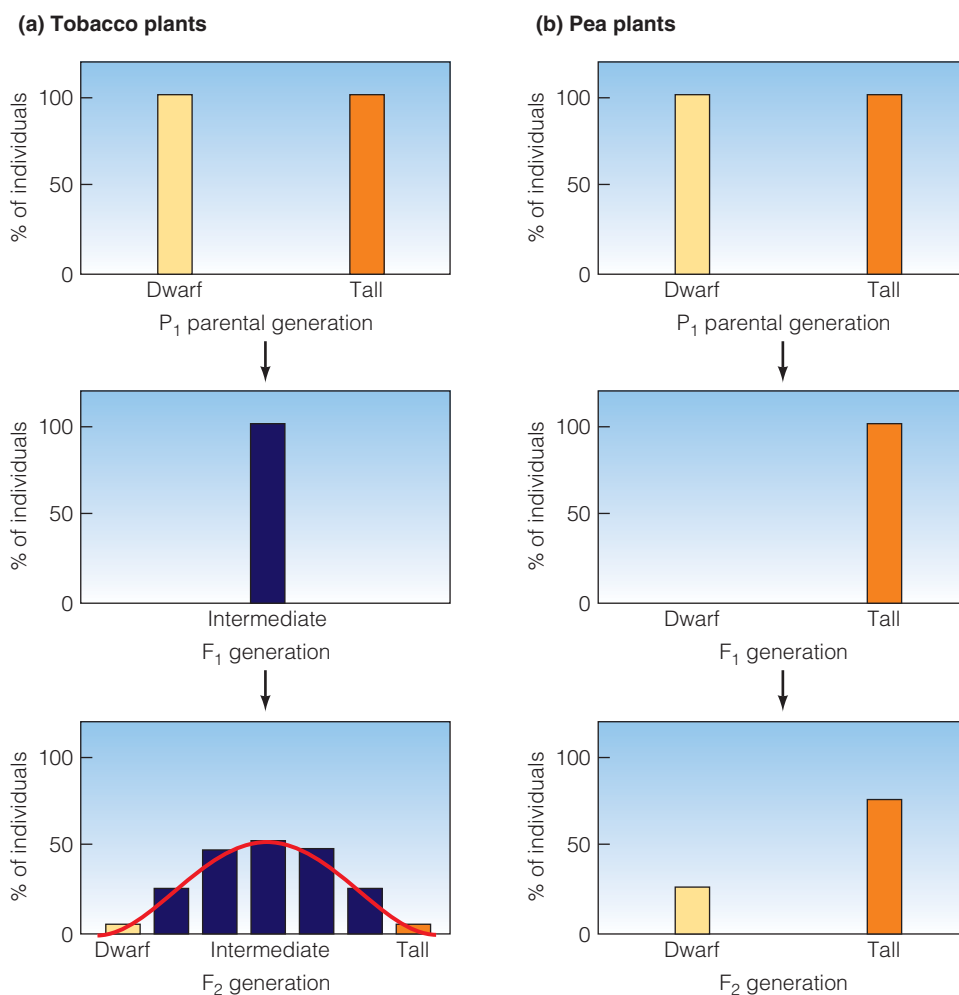 (a) Tobacco plants
% of individuals
100
50
0
Dwarf Tall
P₁ parental generation
% of individuals
100
50
0
Intermediate
F₁ generation
% of individuals
100
50
0
Dwarf Intermediate Tall
F₂ generation
(b) Pea plants
% of individuals
100
50
0
Dwarf Tall
P₁ parental generation
% of individuals
100
50
0
Dwarf Tall
F₁ generation
% of individuals
100
50
0
Dwarf Tall
F₂ generation